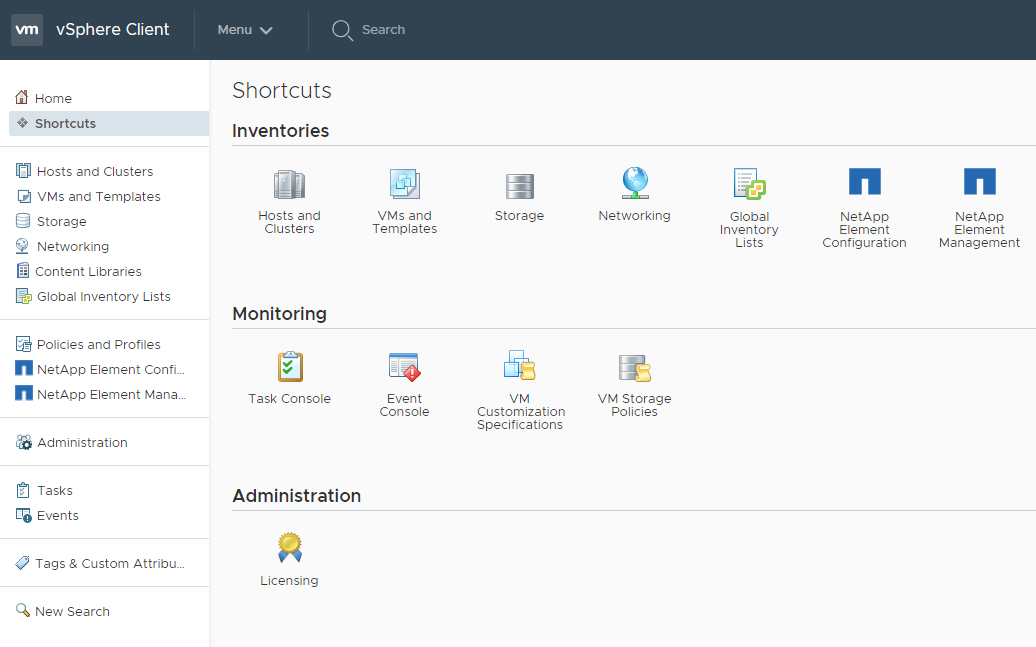 vm vSphere Client Menu Search
Home
Shortcuts
Hosts and Clusters
VMs and Templates
Storage
Networking
Content Libraries
Global Inventory Lists
Policies and Profiles
NetApp Element Confi...
NetApp Element Mana...
Administration
Tasks
Events
Tags & Custom Attribu...
New Search
Shortcuts
Inventories
Hosts and
Clusters
VMs and
Templates
Storage
Networking
Global
Inventory
Lists
NetApp
Element
Configuration
NetApp
Element
Management
Monitoring
Task Console
Event
Console
VM
Customization
Specifications
VM Storage
Policies
Administration
Licensing